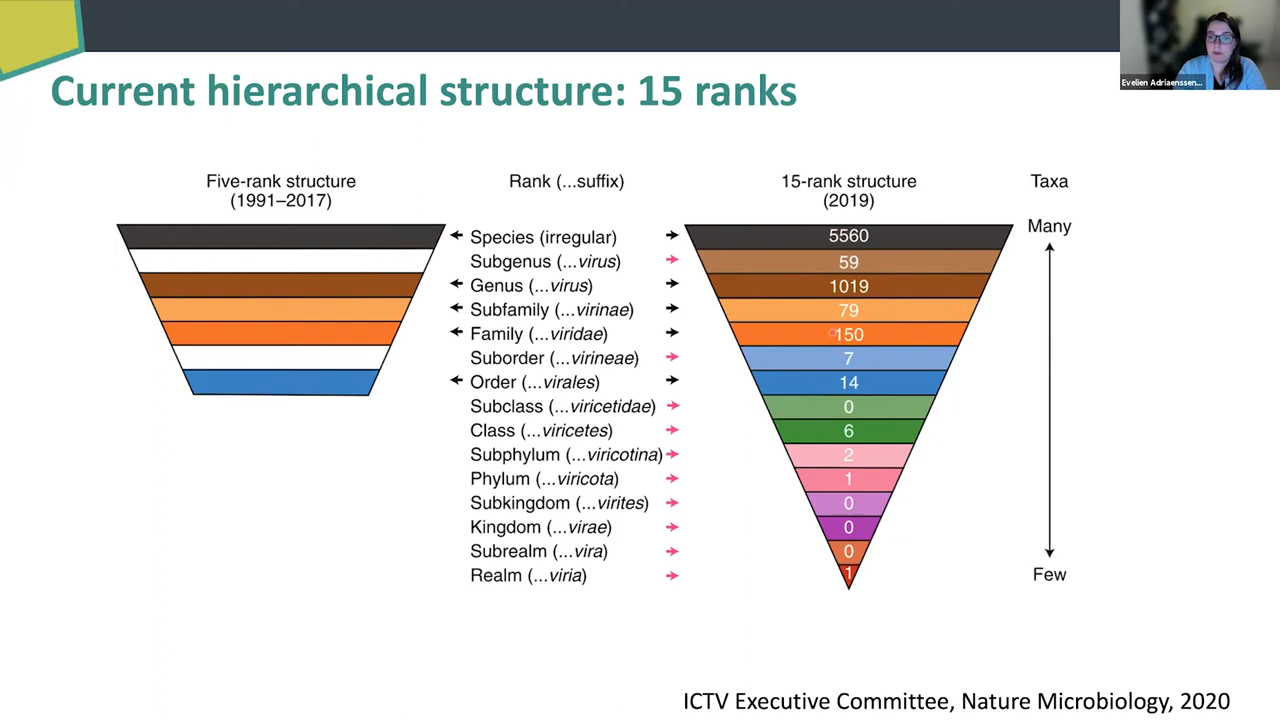 Evelien Adriaenssen...
Current hierarchical structure: 15 ranks
Five-rank structure
(1991–2017)
Rank (...suffix)
15-rank structure
(2019)
Taxa
Species (irregular)
5560
Many
Subgenus (...virus)
59
Genus (...virus)
1019
Subfamily (...virinae)
79
Family (...viridae)
150
Suborder (...virineae)
7
Order (...virales)
14
Subclass (...viricetidae)
0
Class (...viricetes)
6
Subphylum (...viricotina)
2
Phylum (...viricota)
1
Subkingdom (...virites)
0
Kingdom (...virae)
0
Subrealm (...vira)
0
Realm (...viria)
1
Few
ICTV Executive Committee, Nature Microbiology, 2020